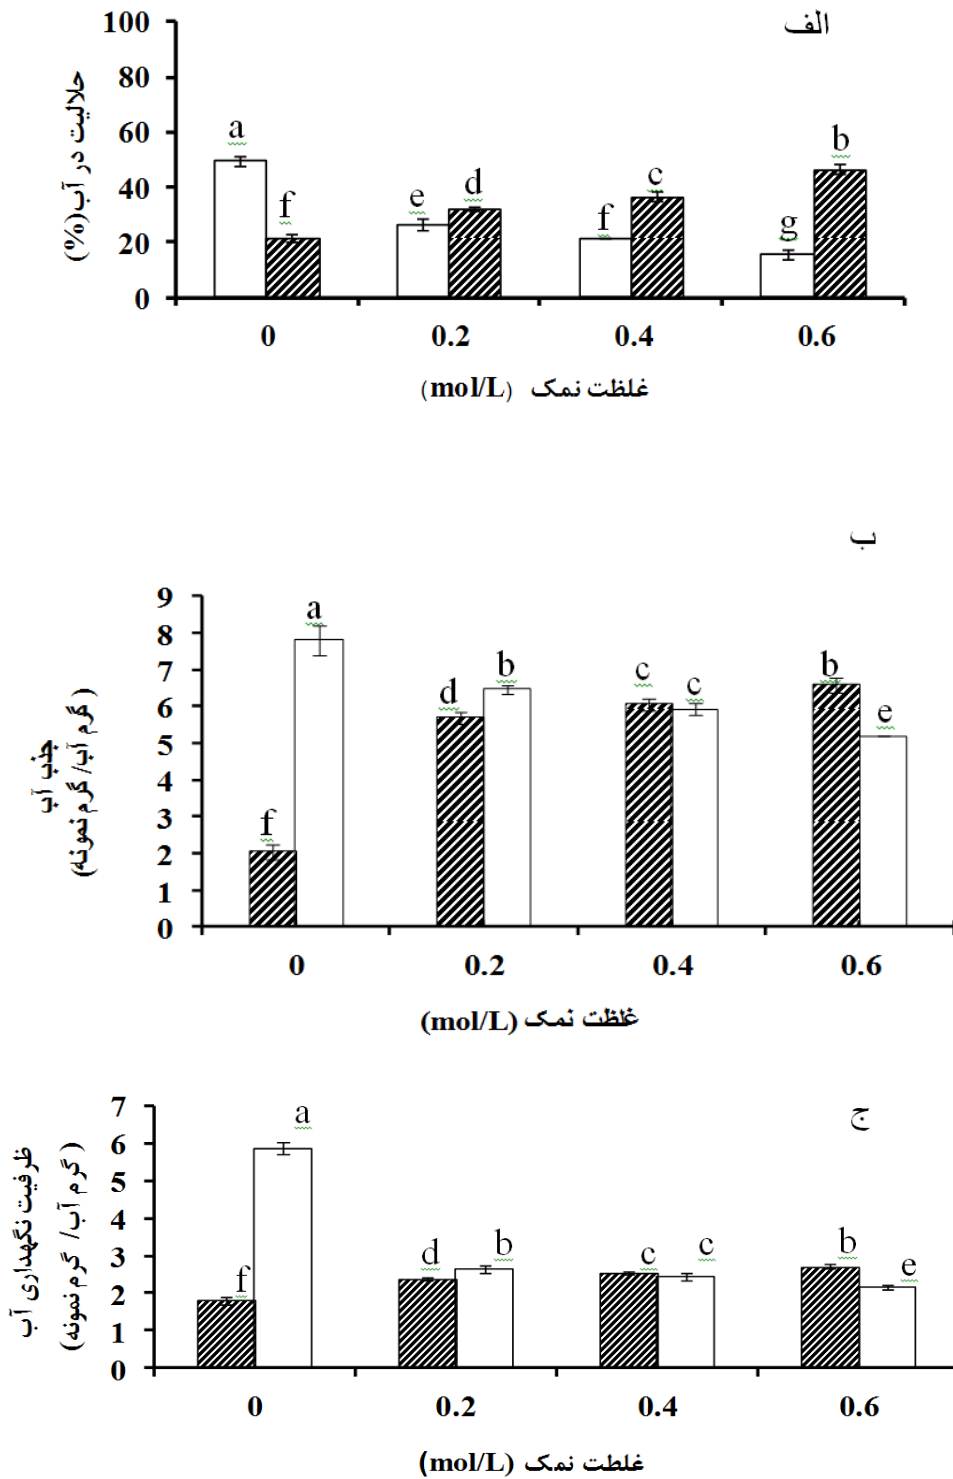 الف
حلالیت در آب(%)
100
80
60
40
20
0
a
f
e
d
f
c
g
b
0 0.2 0.4 0.6
غلظت نمک (mol/L)
ب
جذب آب
(گرم آب/ گرم نمونه)
9
8
7
6
5
4
3
2
1
0
f
a
d
b
c
c
b
e
0 0.2 0.4 0.6
غلظت نمک (mol/L)
ج
ظرفیت نگهداری آب
(گرم آب/ گرم نمونه)
7
6
5
4
3
2
1
0
f
a
d
b
c
c
b
e
0 0.2 0.4 0.6
غلطت نمک (mol/L)